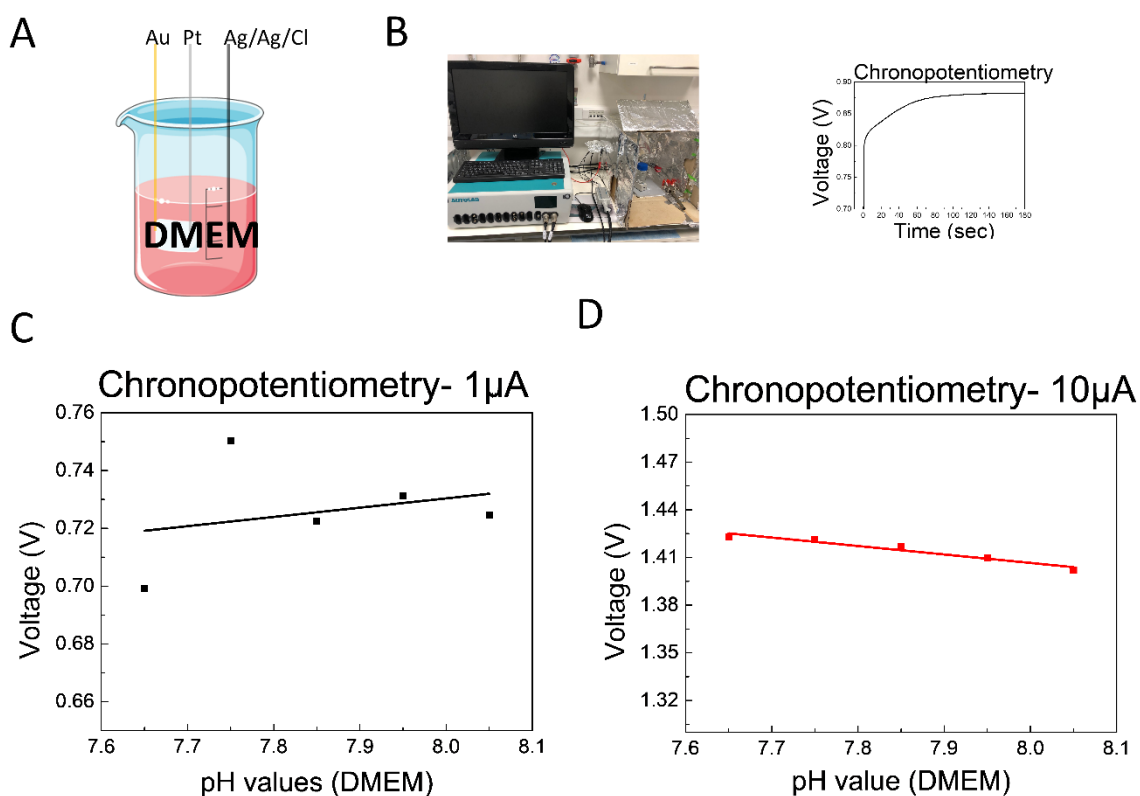 A
Au Pt Ag/Ag/Cl
DMEM
B
AUTOLAB
Chronopotentiometry
Voltage (V)
0.90
0.85
0.80
0.75
0.70
0 20 40 60 80 100 120 140 160 180
Time (sec)
C
Chronopotentiometry- 1µA
Voltage (V)
0.76
0.74
0.72
0.70
0.68
0.66
7.6 7.7 7.8 7.9 8.0 8.1
pH values (DMEM)
D
Chronopotentiometry- 10µA
Voltage (V)
1.50
1.47
1.44
1.41
1.38
1.35
1.32
7.6 7.7 7.8 7.9 8.0 8.1
pH value (DMEM)